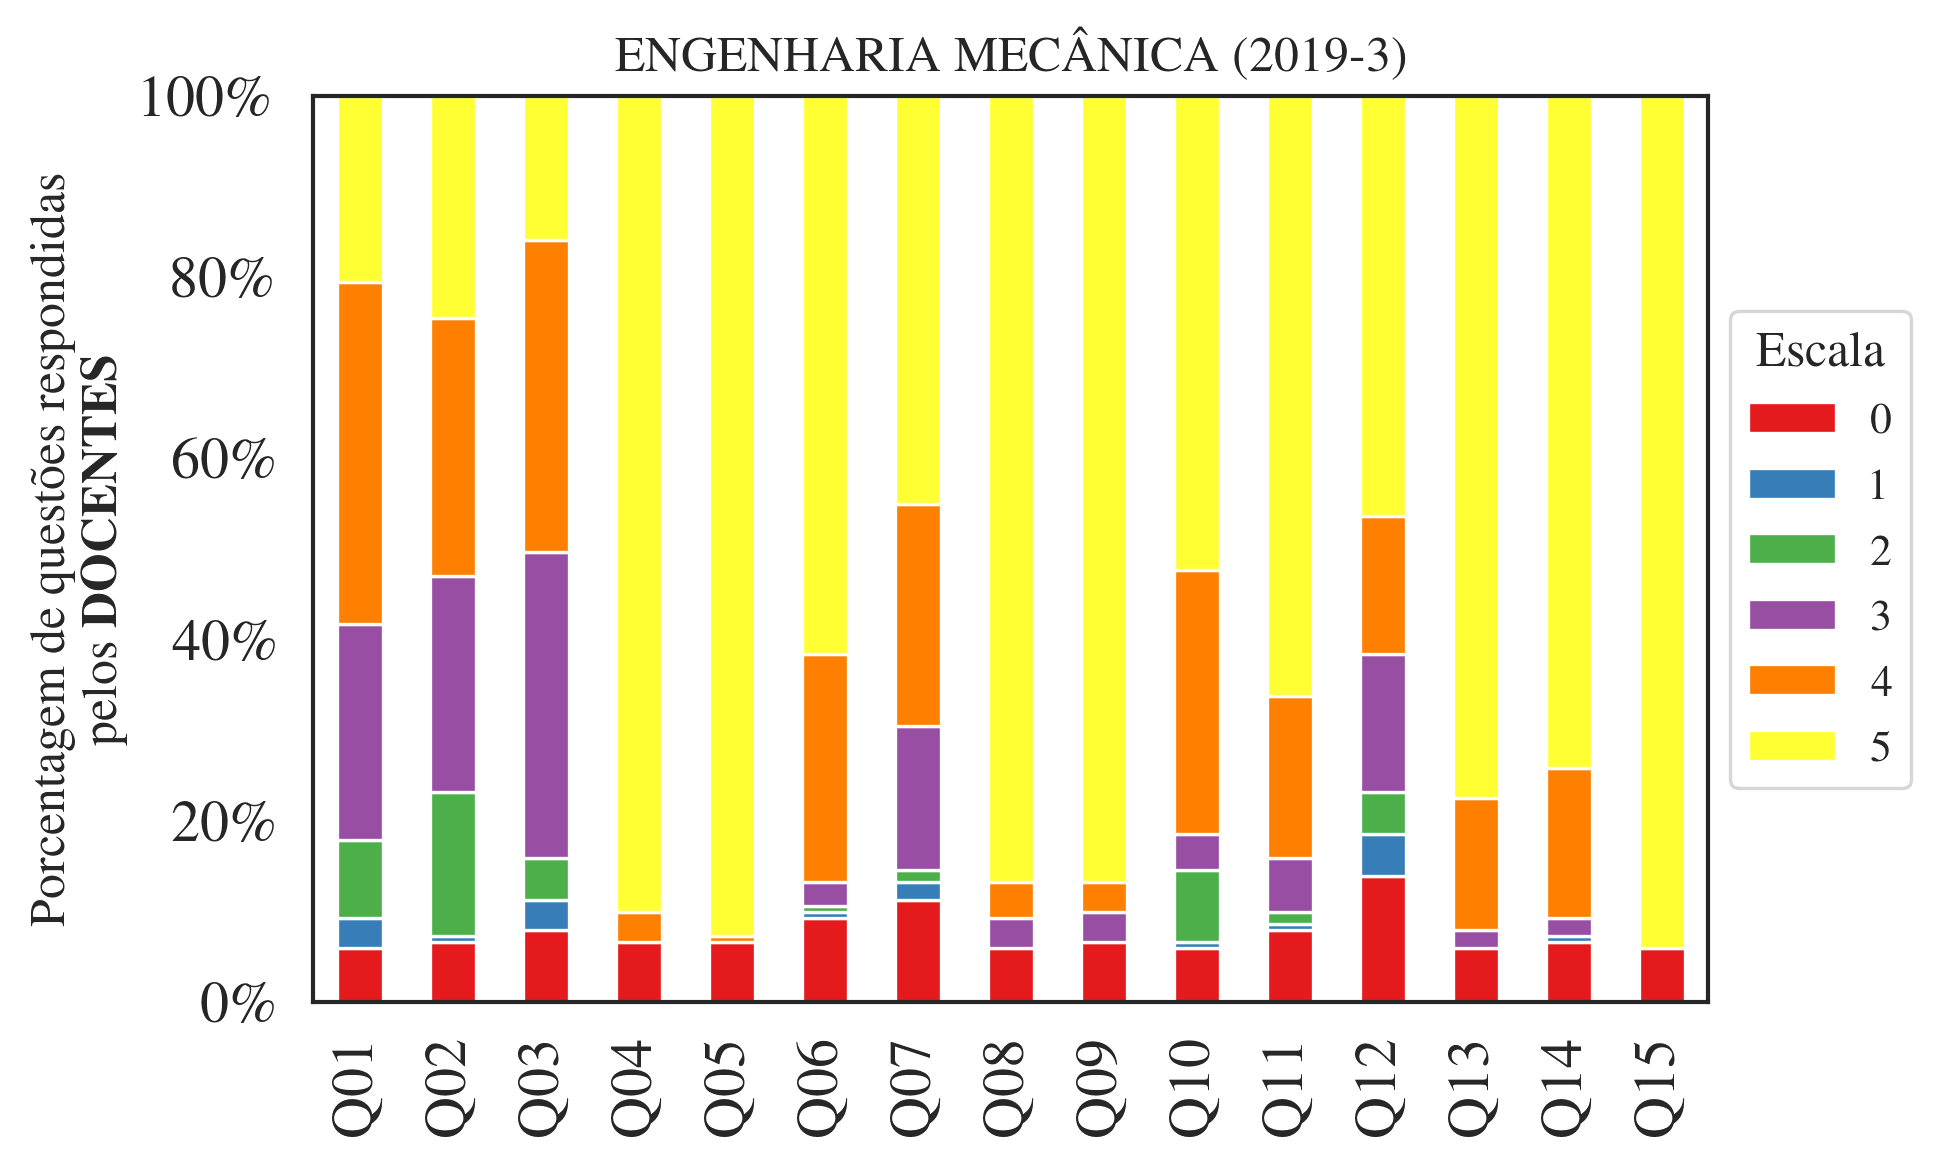 ENGENHARIA MECÂNICA (2019-3)
Porcentagem de questões respondidas
pelos DOCENTES
100%
80%
60%
40%
20%
0%
Q01
Q02
Q03
Q04
Q05
Q06
Q07
Q08
Q09
Q10
Q11
Q12
Q13
Q14
Q15
Escala
0
1
2
3
4
5